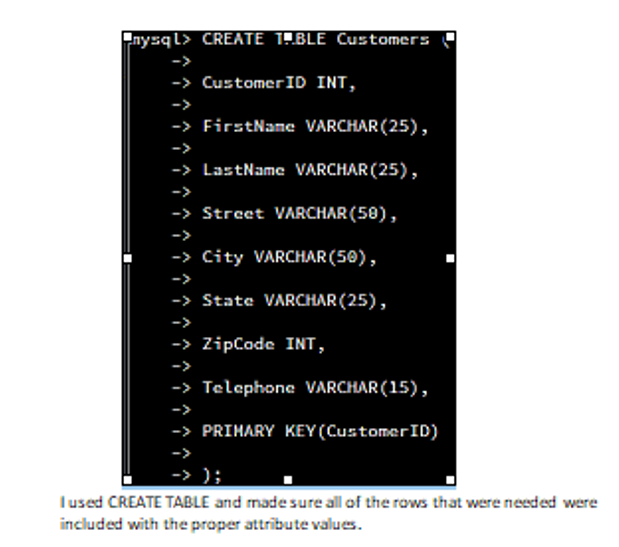 mysql> CREATE TABLE Customers (
->
-> CustomerID INT,
->
-> FirstName VARCHAR(25),
->
-> LastName VARCHAR(25),
->
-> Street VARCHAR(50),
->
-> City VARCHAR(50),
->
-> State VARCHAR(25),
->
-> ZipCode INT,
->
-> Telephone VARCHAR(15),
->
-> PRIMARY KEY(CustomerID)
->
-> );
I used CREATE TABLE and made sure all of the rows that were needed were
included with the proper attribute values.